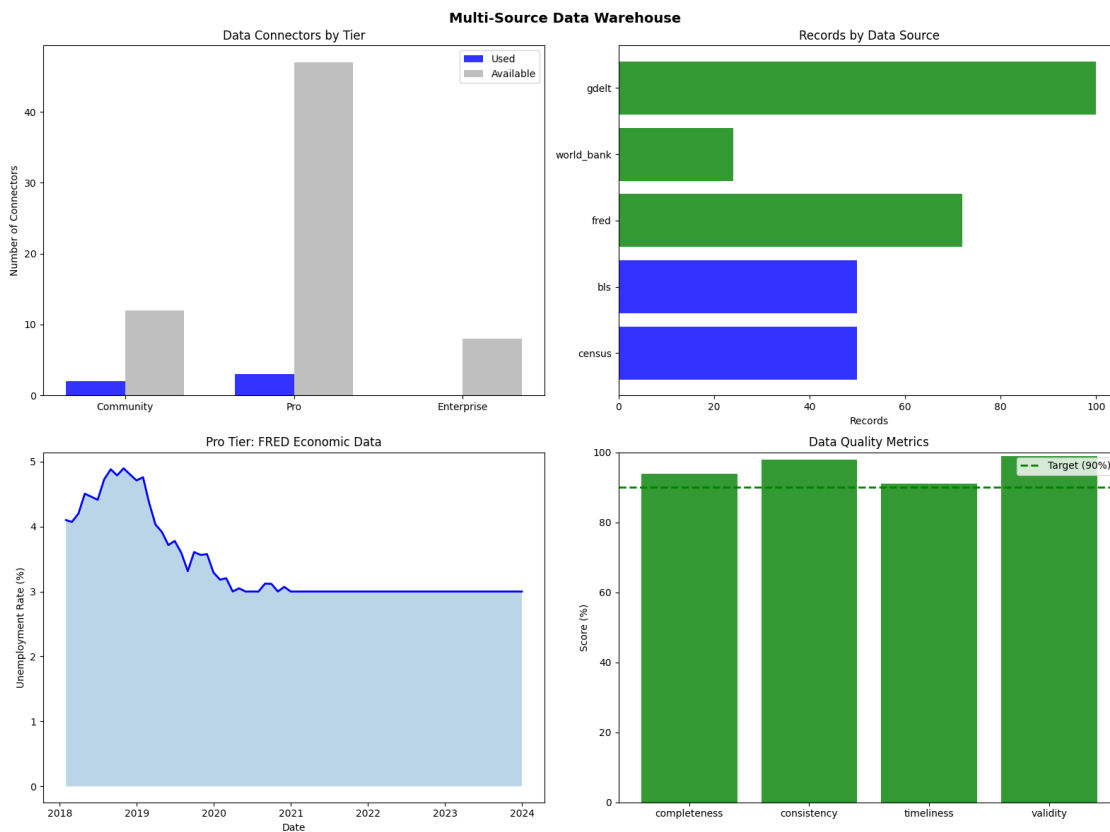 Multi-Source Data Warehouse
Data Connectors by Tier
Used
Available
Number of Connectors
40
30
20
10
0
Community
Pro
Enterprise
Records by Data Source
gdelt
world_bank
fred
bls
census
0
20
40
60
80
100
Records
Pro Tier: FRED Economic Data
Unemployment Rate (%)
5
4
3
2
1
0
2018
2019
2020
2021
2022
2023
2024
Date
Data Quality Metrics
Target (90%)
Score (%)
100
80
60
40
20
0
completeness
consistency
timeliness
validity